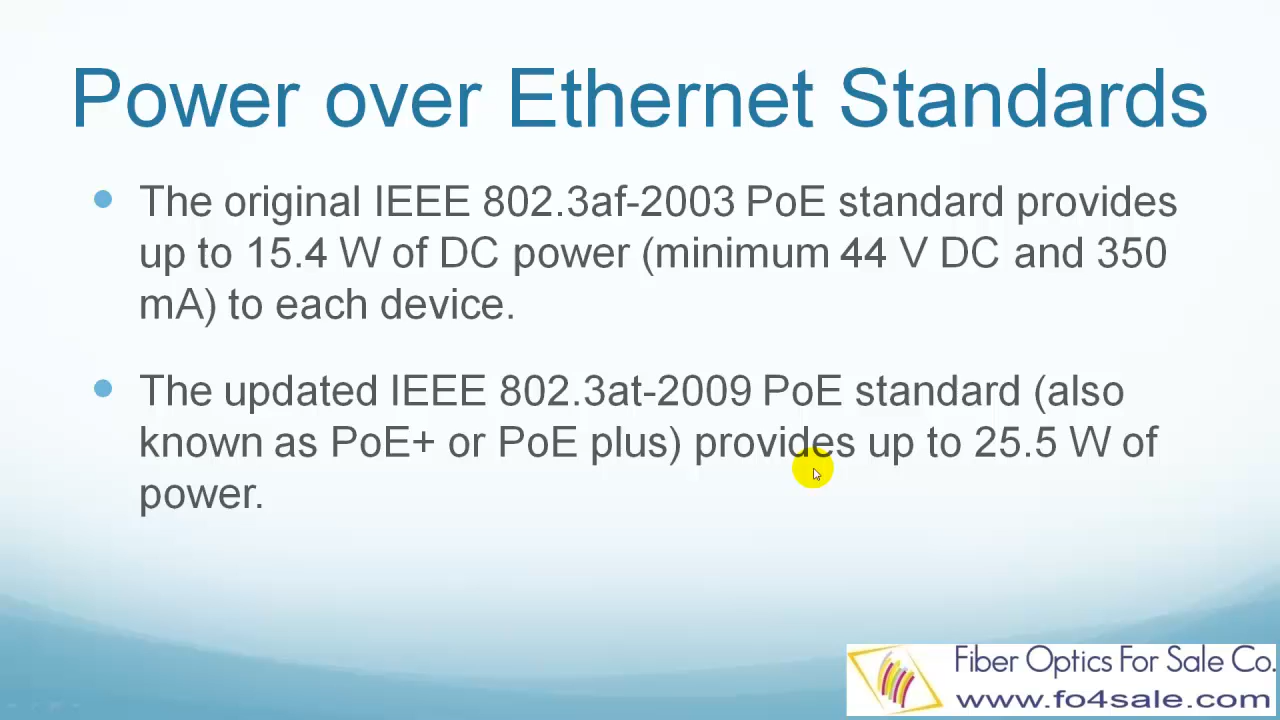 Power over Ethernet Standards
The original IEEE 802.3af-2003 PoE standard provides
up to 15.4 W of DC power (minimum 44 V DC and 350
mA) to each device.
The updated IEEE 802.3at-2009 PoE standard (also
known as PoE+ or PoE plus) provides up to 25.5 W of
power.
Fiber Optics For Sale Co.
www.fo4sale.com